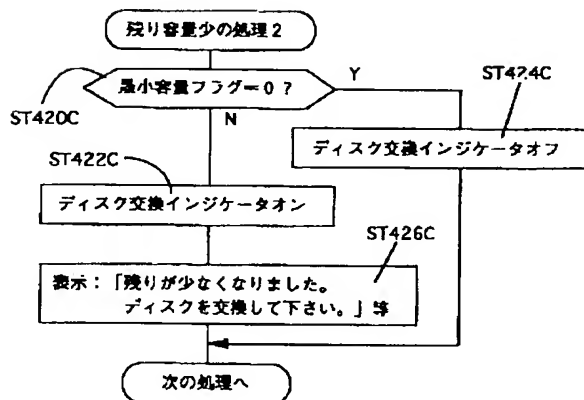 残り容量少の処理2
最小容量フラグ=0?
Y
ST424C
ST420C
N
ST422C
ディスク交換インジケータオフ
ディスク交換インジケータオン
ST426C
表示:「残りが少なくなりました。
ディスクを交換して下さい。」等
次の処理へ